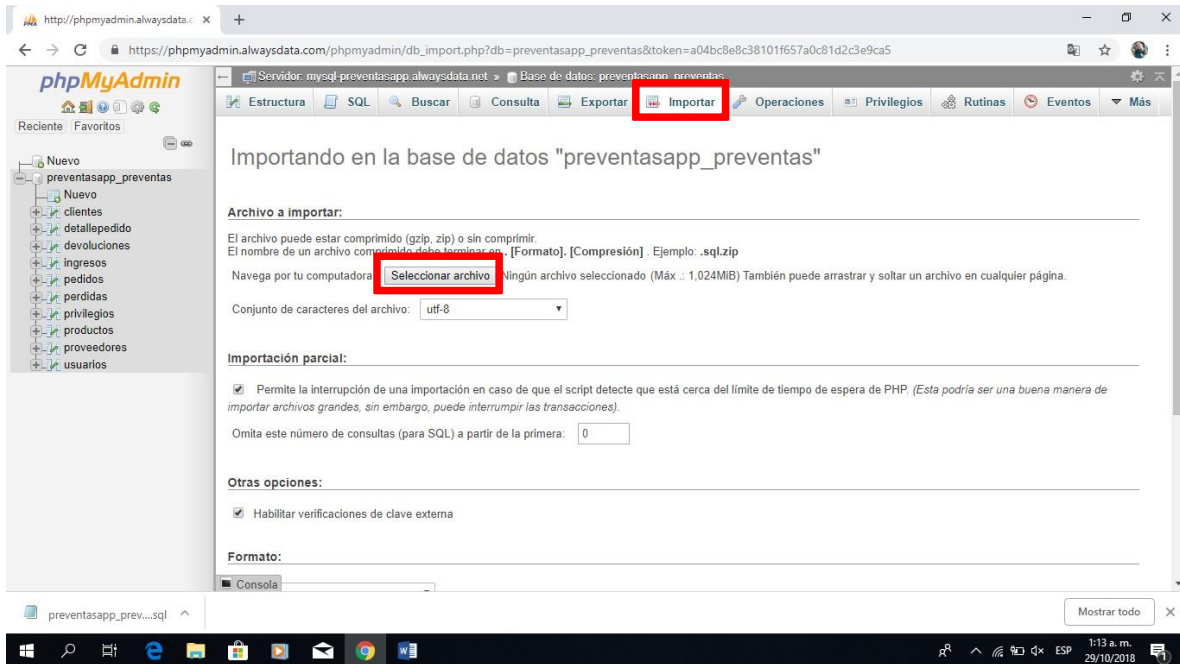 http://phpmyadmin.alwaysdata.c
https://phpmyadmin.alwaysdata.com/phpmyadmin/db_import.php?db=preventasapp_preventas&token=a04bc8e8c38101f657a0c81d2c3e9ca5
phpMyAdmin
Reciente Favoritos
Nuevo
preventasapp_preventas
Nuevo
clientes
detallepedido
devoluciones
ingresos
pedidos
perdidas
privilegios
productos
proveedores
usuarios
Servidor: mysql-preventasapp.alwaysdata.net » Base de datos: preventasapp_preventas
Estructura SQL Buscar Consulta Exportar Importar Operaciones Privilegios Rutinas Eventos Más
Importando en la base de datos "preventasapp_preventas"
Archivo a importar:
El archivo puede estar comprimido (gzip, zip) o sin comprimir.
El nombre de un archivo comprimido debe terminar en . [Formato]. [Compresión] . Ejemplo: .sql.zip
Navega por tu computadora: Seleccionar archivo Ningún archivo seleccionado (Máx .: 1,024MiB) También puede arrastrar y soltar un archivo en cualquier página.
Conjunto de caracteres del archivo: utf-8
Importación parcial:
Permite la interrupción de una importación en caso de que el script detecte que está cerca del límite de tiempo de espera de PHP. (Esta podría ser una buena manera de
importar archivos grandes, sin embargo, puede interrumpir las transacciones).
Omita este número de consultas (para SQL) a partir de la primera: 0
Otras opciones:
Habilitar verificaciones de clave externa
Formato:
Consola
preventasapp_prev....sql
Mostrar todo
ESP
1:13 a. m.
29/10/2018